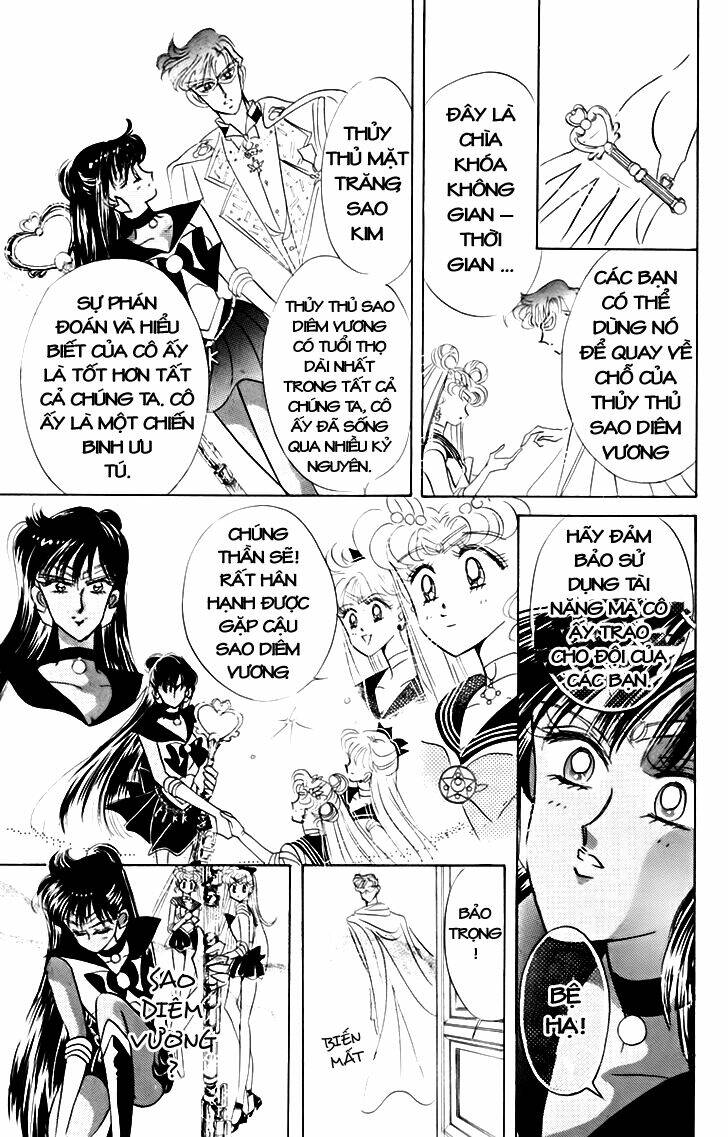 ĐÂY LÀ
CHÌA
KHÓA
KHÔNG
GIAN –
THỜI
GIAN ...
CÁC BẠN
CÓ THỂ
DÙNG NÓ
ĐỂ QUAY VỀ
CHỖ CỦA
THỦY THỦ
SAO DIÊM
VƯƠNG
THỦY
THỦ MẶT
TRĂNG,
SAO
KIM
THỦY THỦ SAO
DIÊM VƯƠNG
CÓ TUỔI THỌ
DÀI NHẤT
TRONG TẤT CẢ
CHÚNG TA, CÔ
ẤY ĐÃ SỐNG
QUA NHIỀU KỶ
NGUYÊN.
SỰ PHÁN
ĐOÁN VÀ HIỂU
BIẾT CỦA CÔ ẤY
LÀ TỐT HƠN TẤT
CẢ CHÚNG TA. CÔ
ẤY LÀ MỘT CHIẾN
BINH ƯU
TÚ.
HÃY ĐẢM
BẢO SỬ
DỤNG TÀI
NĂNG MÀ CÔ
ẤY TRAO
CHO ĐỘI CỦA
CÁC BẠN.
CHÚNG
THẦN SẼ!
RẤT HÂN
HẠNH ĐƯỢC
GẶP CẬU
SAO DIÊM
VƯƠNG
BỆ
HẠ!
BẢO
TRỌNG
!
BIẾN
MẤT
SAO
DIÊM
VƯƠNG
?